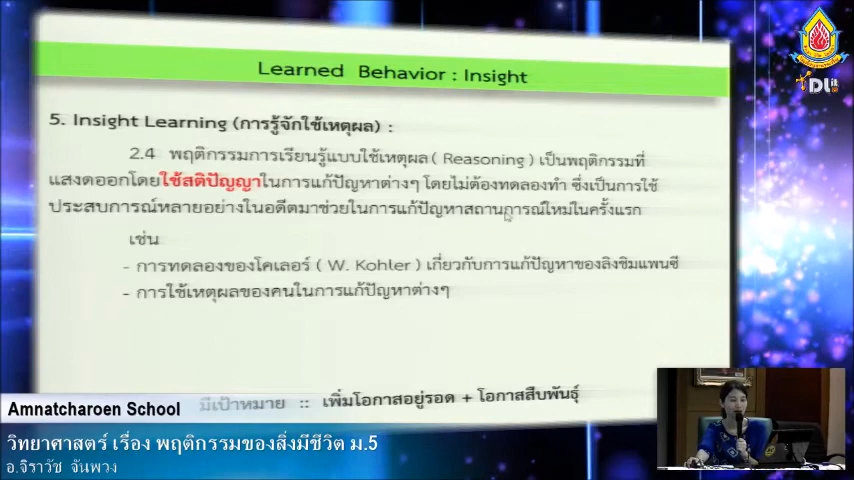 Learned Behavior : Insight
5. Insight Learning (การรู้จักใช้เหตุผล) :
2.4 พฤติกรรมการเรียนรู้แบบใช้เหตุผล ( Reasoning ) เป็นพฤติกรรมที่
แสงดออกโดยใช้สติปัญญาในการแก้ปัญหาต่างๆ โดยไม่ต้องทดลองทำ ซึ่งเป็นการใช้
ประสบการณ์หลายอย่างในอดีตมาช่วยในการแก้ปัญหาสถานการณ์ใหม่ในครั้งแรก
เช่น
- การทดลองของโคเลอร์ ( W. Kohler ) เกี่ยวกับการแก้ปัญหาของลิงชิมแพนซี
- การใช้เหตุผลของคนในการแก้ปัญหาต่างๆ
มีเป้าหมาย :: เพิ่มโอกาสอยู่รอด + โอกาสสืบพันธุ์
Amnatcharoen School
วิทยาศาสตร์ เรื่อง พฤติกรรมของสิ่งมีชีวิต ม.5
อ.จิราวัช จันพวง
DLit